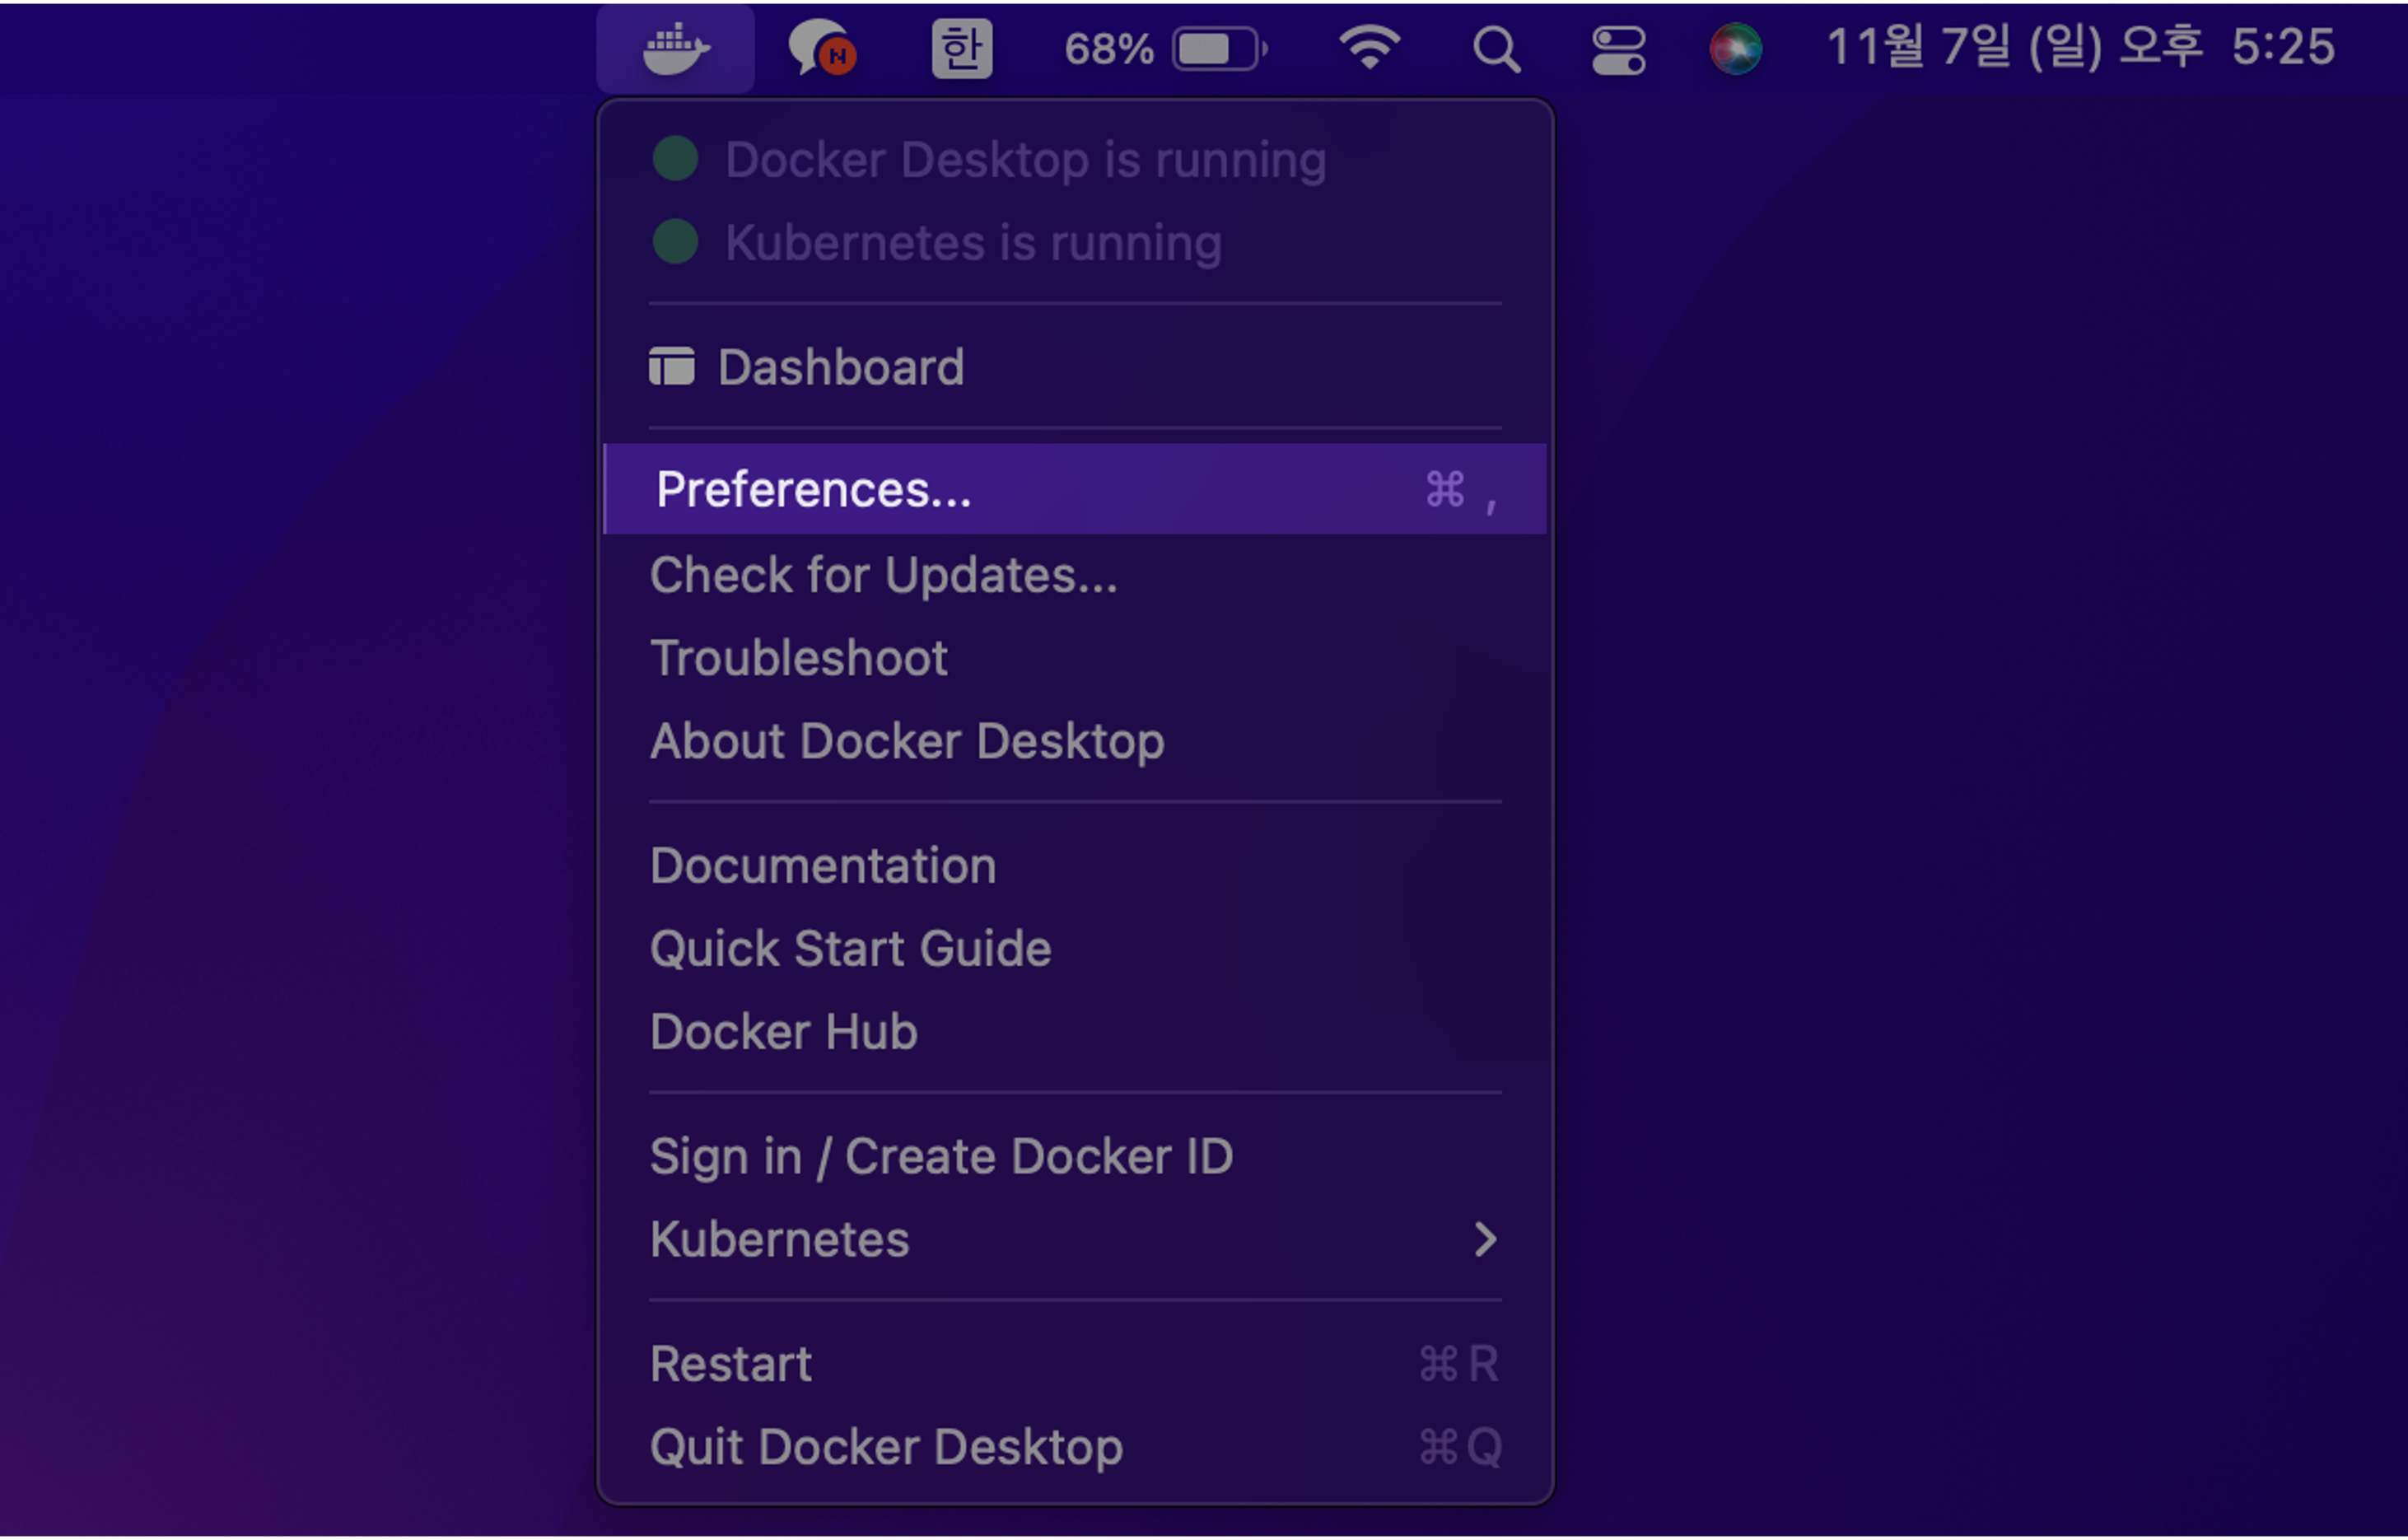 N 한 68% 11월 7일 (일) 오후 5:25
Docker Desktop is running
Kubernetes is running
Dashboard
Preferences... ⌘ ,
Check for Updates...
Troubleshoot
About Docker Desktop
Documentation
Quick Start Guide
Docker Hub
Sign in / Create Docker ID
Kubernetes
Restart ⌘R
Quit Docker Desktop ⌘Q